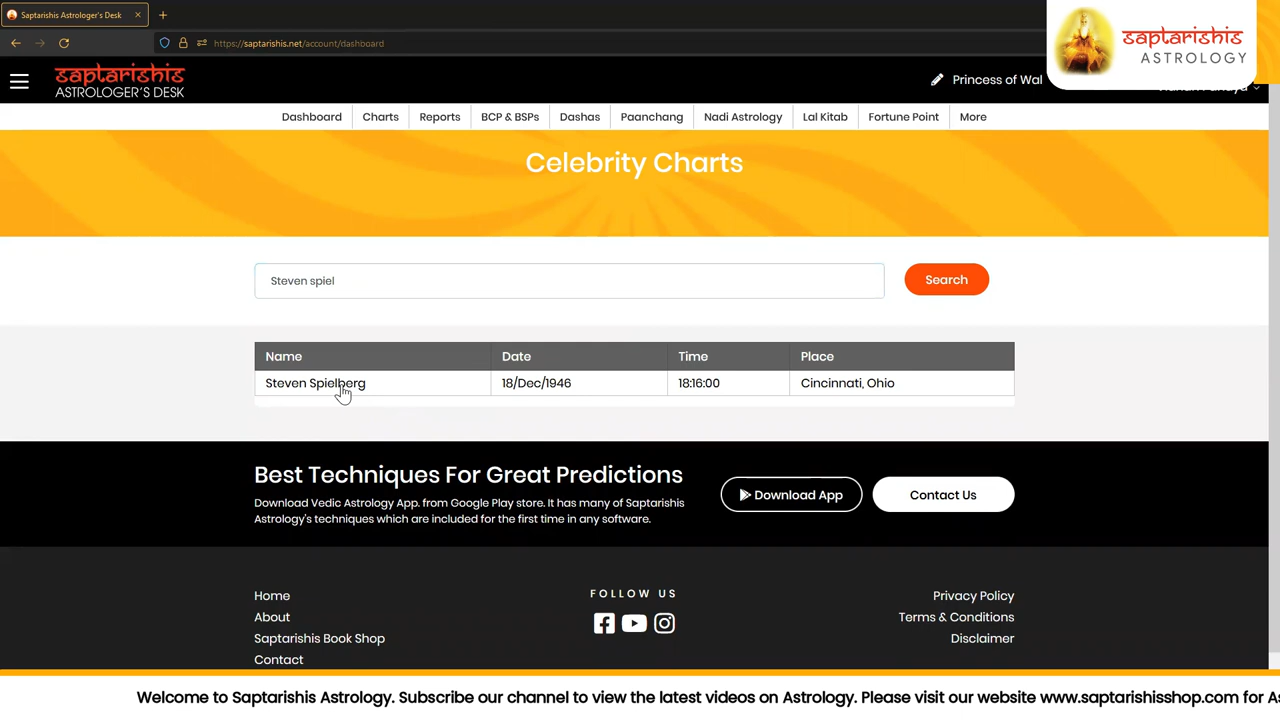 Saptarishis Astrologer's Desk
https://saptarishis.net/account/dashboard
saptarishis
ASTROLOGY
saptarishis
ASTROLOGER'S DESK
Princess of Wal
Dashboard Charts Reports BCP & BSPs Dashas Paanchang Nadi Astrology Lal Kitab Fortune Point More
Celebrity Charts
Steven spiel
Search
Name Date Time Place
Steven Spielberg 18/Dec/1946 18:16:00 Cincinnati, Ohio
Best Techniques For Great Predictions
Download Vedic Astrology App. from Google Play store. It has many of Saptarishis
Astrology's techniques which are included for the first time in any software.
Download App
Contact Us
Home
About
Saptarishis Book Shop
Contact
FOLLOW US
Privacy Policy
Terms & Conditions
Disclaimer
Welcome to Saptarishis Astrology. Subscribe our channel to view the latest videos on Astrology. Please visit our website www.saptarishisshop.com for As